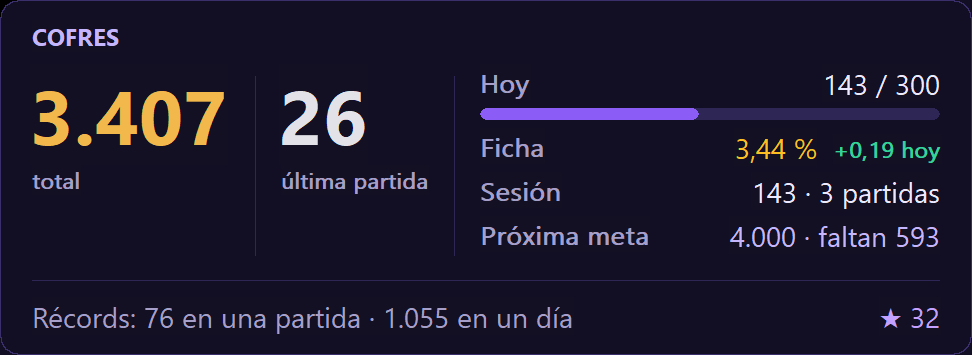 COFRES
3.407
total
26
última partida
Hoy 143 / 300
Ficha 3,44 % +0,19 hoy
Sesión 143 · 3 partidas
Próxima meta 4.000 · faltan 593
Récords: 76 en una partida · 1.055 en un día ★ 32